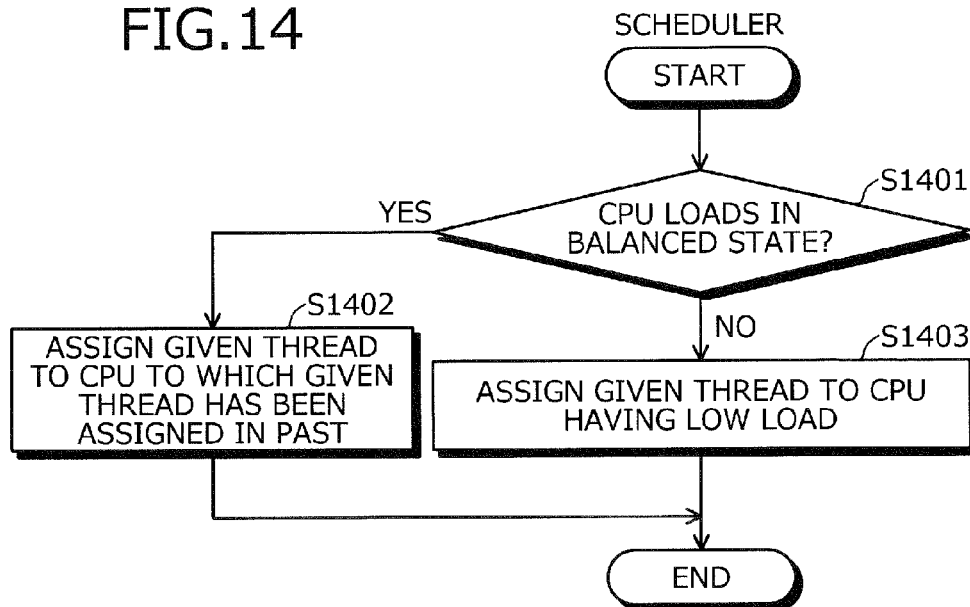 FIG.14
SCHEDULER
START
S1401
CPU LOADS IN
BALANCED STATE?
YES
NO
S1402
ASSIGN GIVEN THREAD
TO CPU TO WHICH GIVEN
THREAD HAS BEEN
ASSIGNED IN PAST
S1403
ASSIGN GIVEN THREAD TO CPU
HAVING LOW LOAD
END